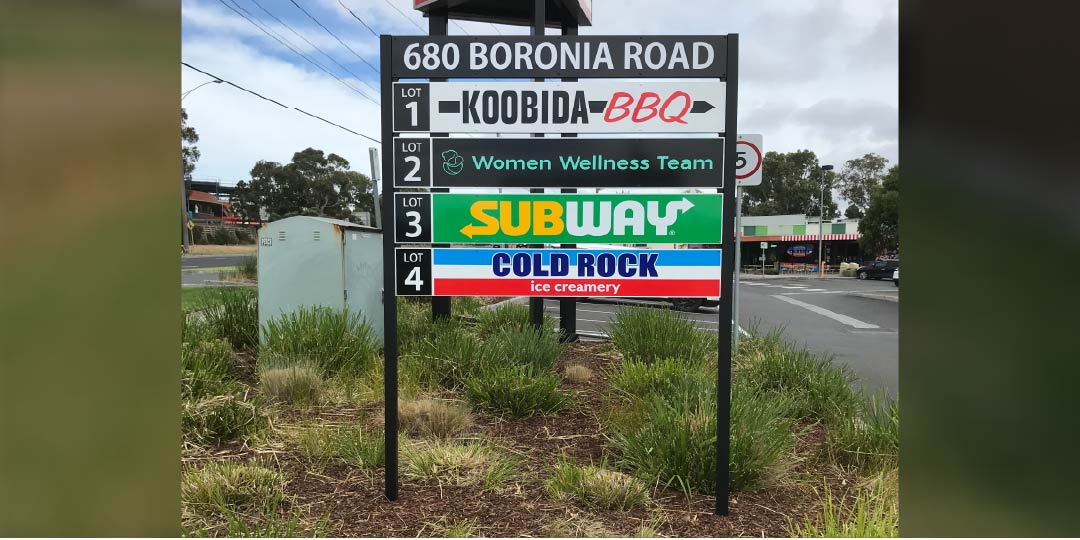 680 BORONIA ROAD
LOT 1 KOOBIDA BBQ
LOT 2 Women Wellness Team
LOT 3 SUBWAY®
LOT 4 COLD ROCK
ice creamery
5